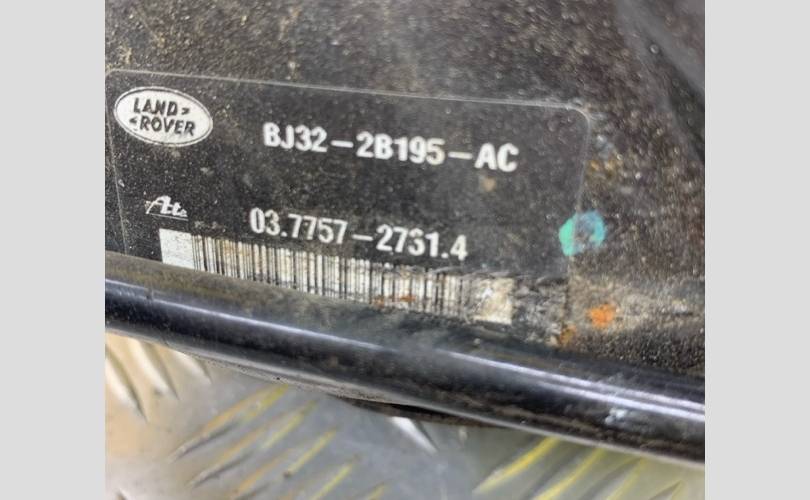 LAND>
<ROVER
BJ32-2B195-AC
Ate
03.7757-2731.4